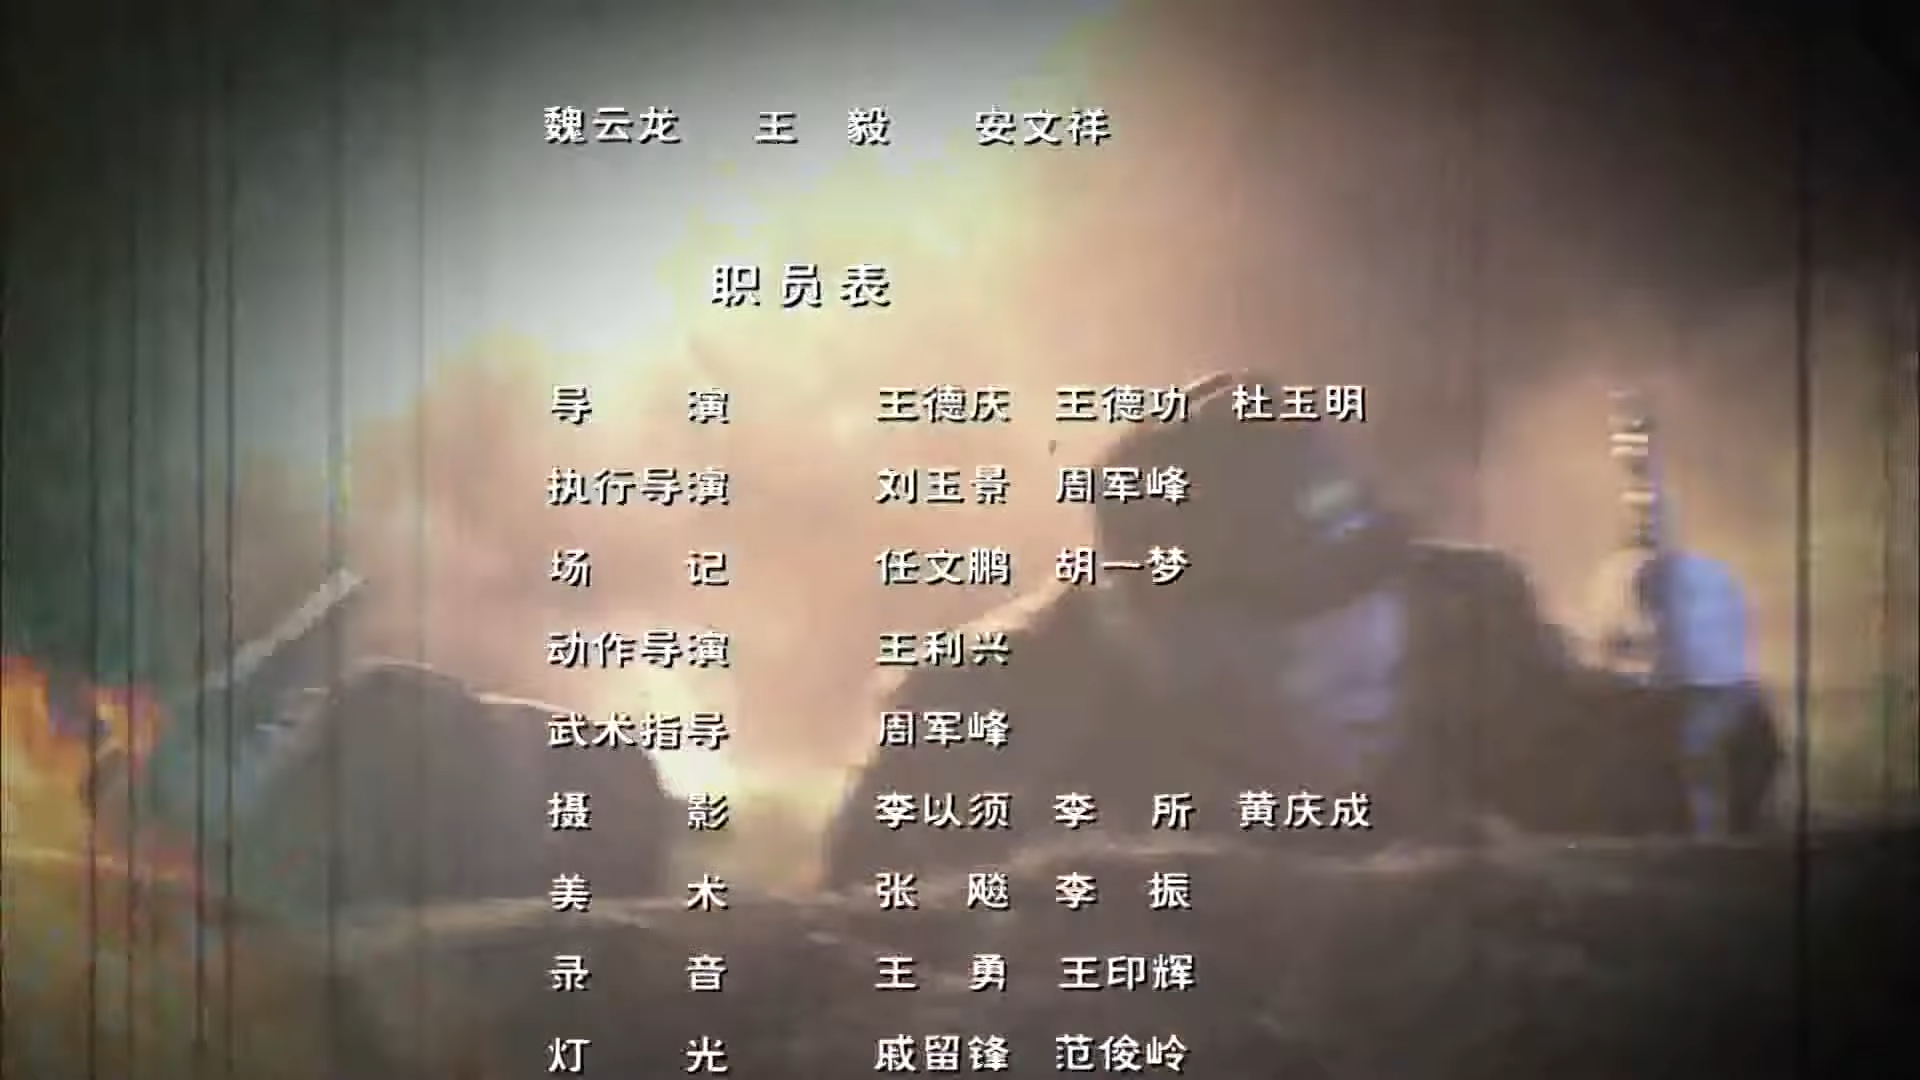 魏云龙 王 毅 安文祥
职员表
导 演 王德庆 王德功 杜玉明
执行导演 刘玉景 周军峰
场 记 任文鹏 胡一梦
动作导演 王利兴
武术指导 周军峰
摄 影 李以须 李 所 黄庆成
美 术 张 飚 李 振
录 音 王 勇 王印辉
灯 光 戚留锋 范俊岭